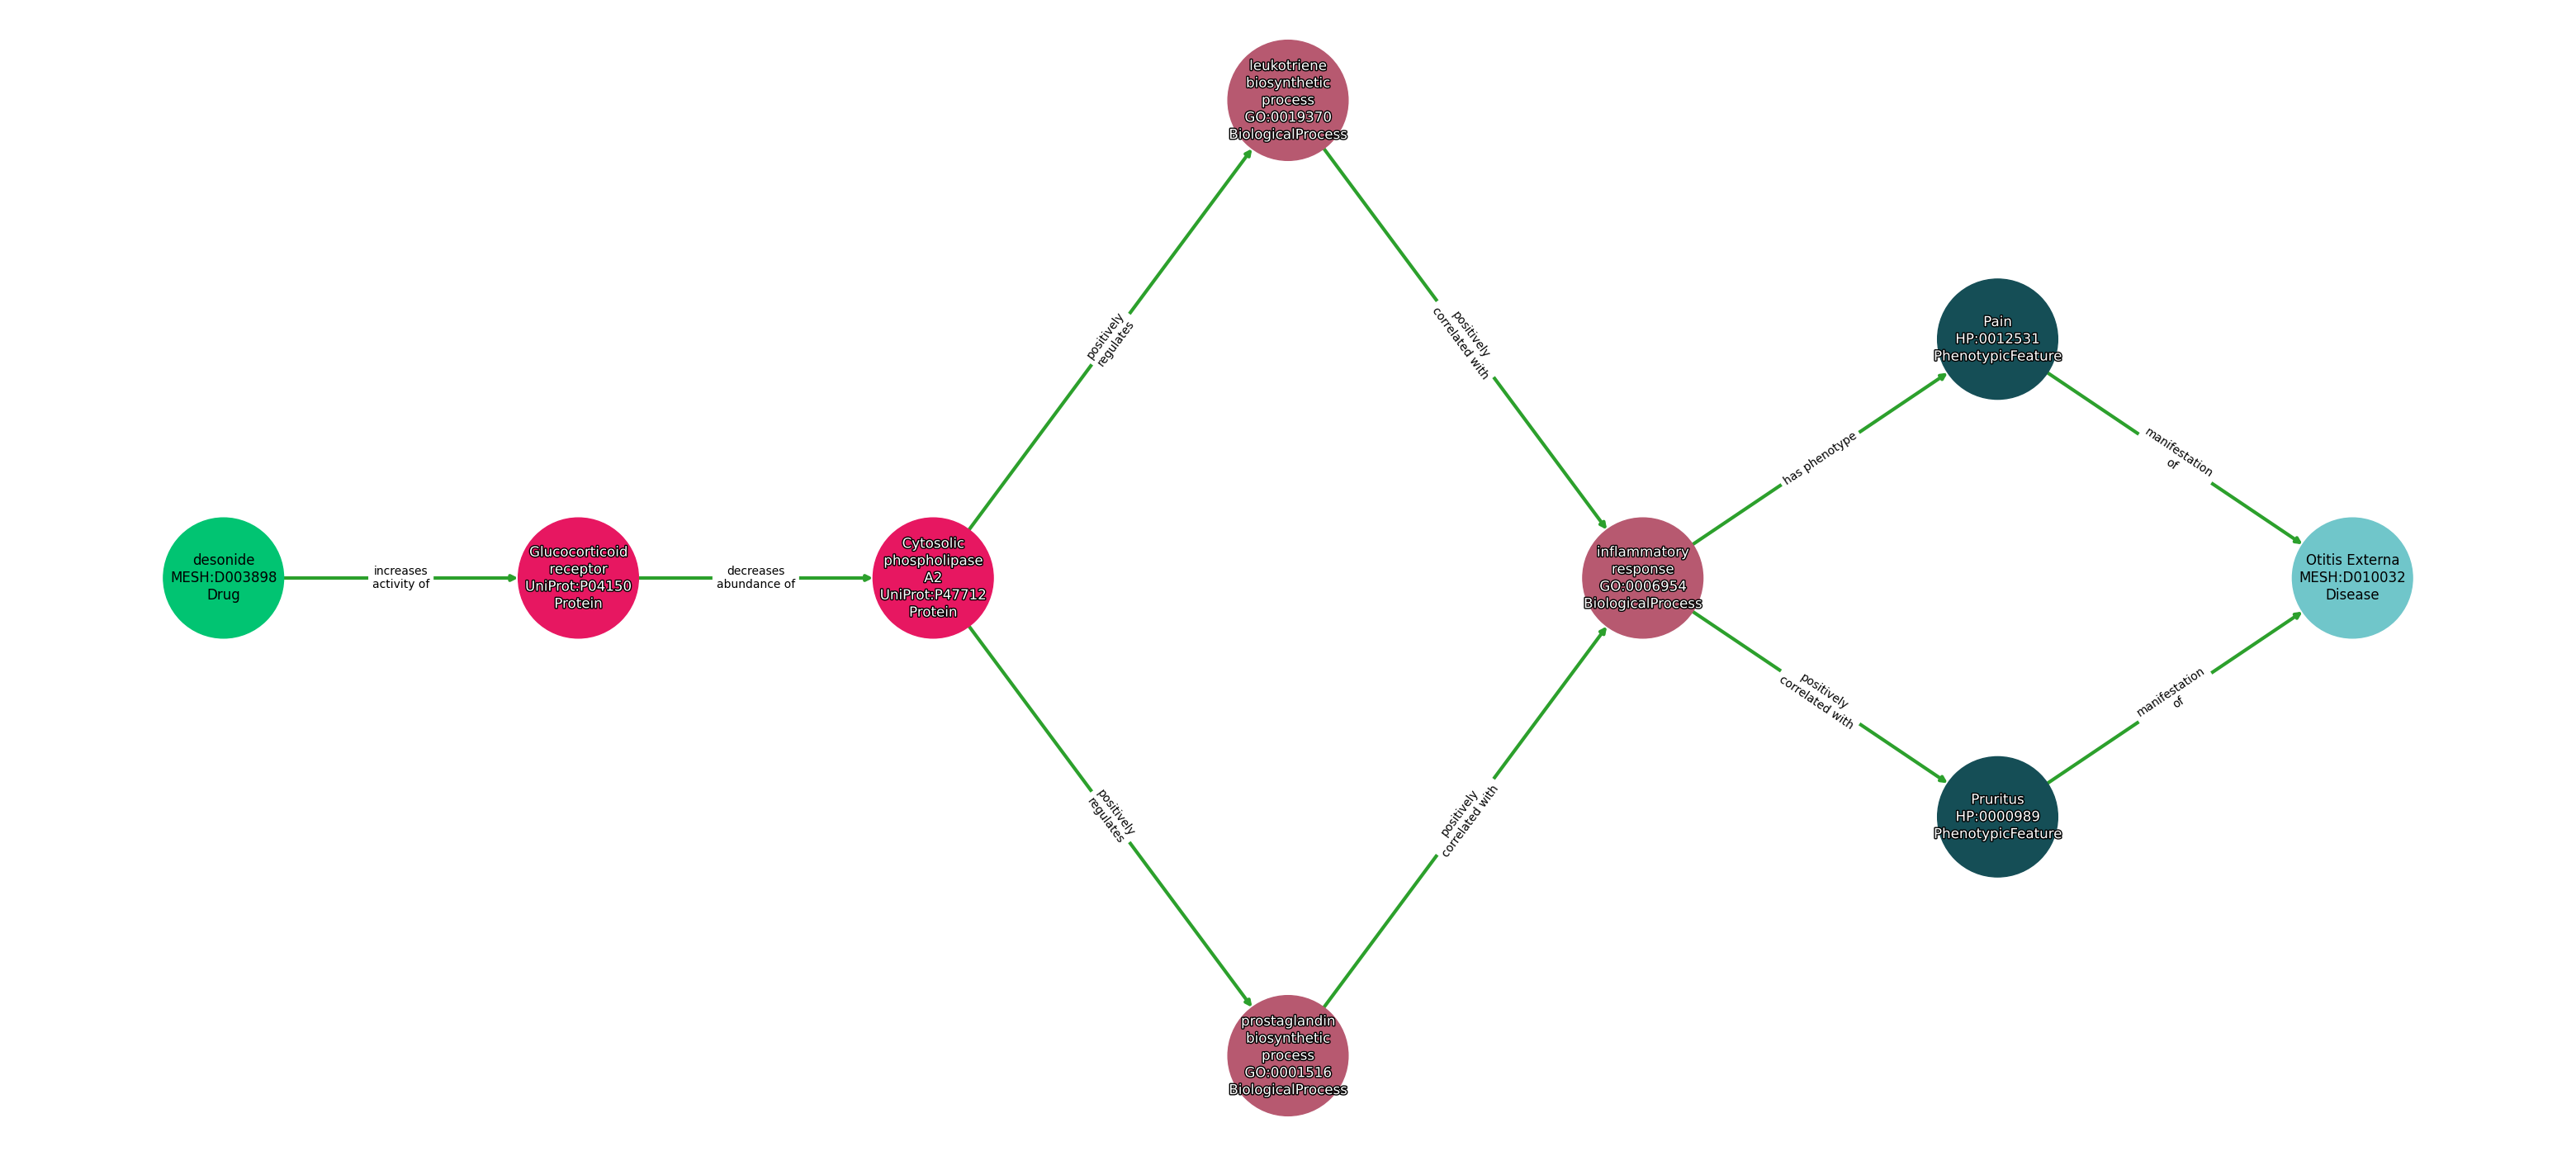 leukotriene
biosynthetic
process
GO:0019370
BiologicalProcess
positively
regulates
positively
correlated with
Pain
HP:0012531
PhenotypicFeature
has phenotype
manifestation
of
desonide
MESH:D003898
Drug
increases
activity of
Glucocorticoid
receptor
UniProt:P04150
Protein
decreases
abundance of
Cytosolic
phospholipase
A2
UniProt:P47712
Protein
inflammatory
response
GO:0006954
BiologicalProcess
Otitis Externa
MESH:D010032
Disease
positively
correlated with
manifestation
of
positively
regulates
positively
correlated with
Pruritus
HP:0000989
PhenotypicFeature
prostaglandin
biosynthetic
process
GO:0001516
BiologicalProcess